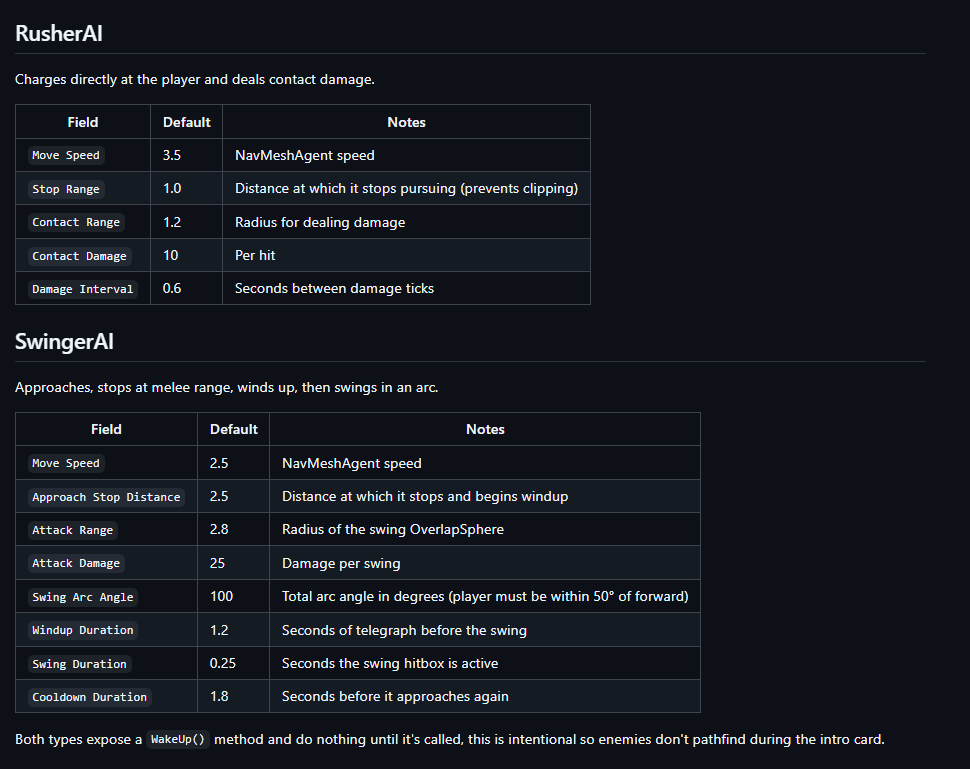 RusherAI
Charges directly at the player and deals contact damage.
Field Default Notes
Move Speed 3.5 NavMeshAgent speed
Stop Range 1.0 Distance at which it stops pursuing (prevents clipping)
Contact Range 1.2 Radius for dealing damage
Contact Damage 10 Per hit
Damage Interval 0.6 Seconds between damage ticks
SwingerAI
Approaches, stops at melee range, winds up, then swings in an arc.
Field Default Notes
Move Speed 2.5 NavMeshAgent speed
Approach Stop Distance 2.5 Distance at which it stops and begins windup
Attack Range 2.8 Radius of the swing OverlapSphere
Attack Damage 25 Damage per swing
Swing Arc Angle 100 Total arc angle in degrees (player must be within 50° of forward)
Windup Duration 1.2 Seconds of telegraph before the swing
Swing Duration 0.25 Seconds the swing hitbox is active
Cooldown Duration 1.8 Seconds before it approaches again
Both types expose a WakeUp() method and do nothing until it's called, this is intentional so enemies don't pathfind during the intro card.